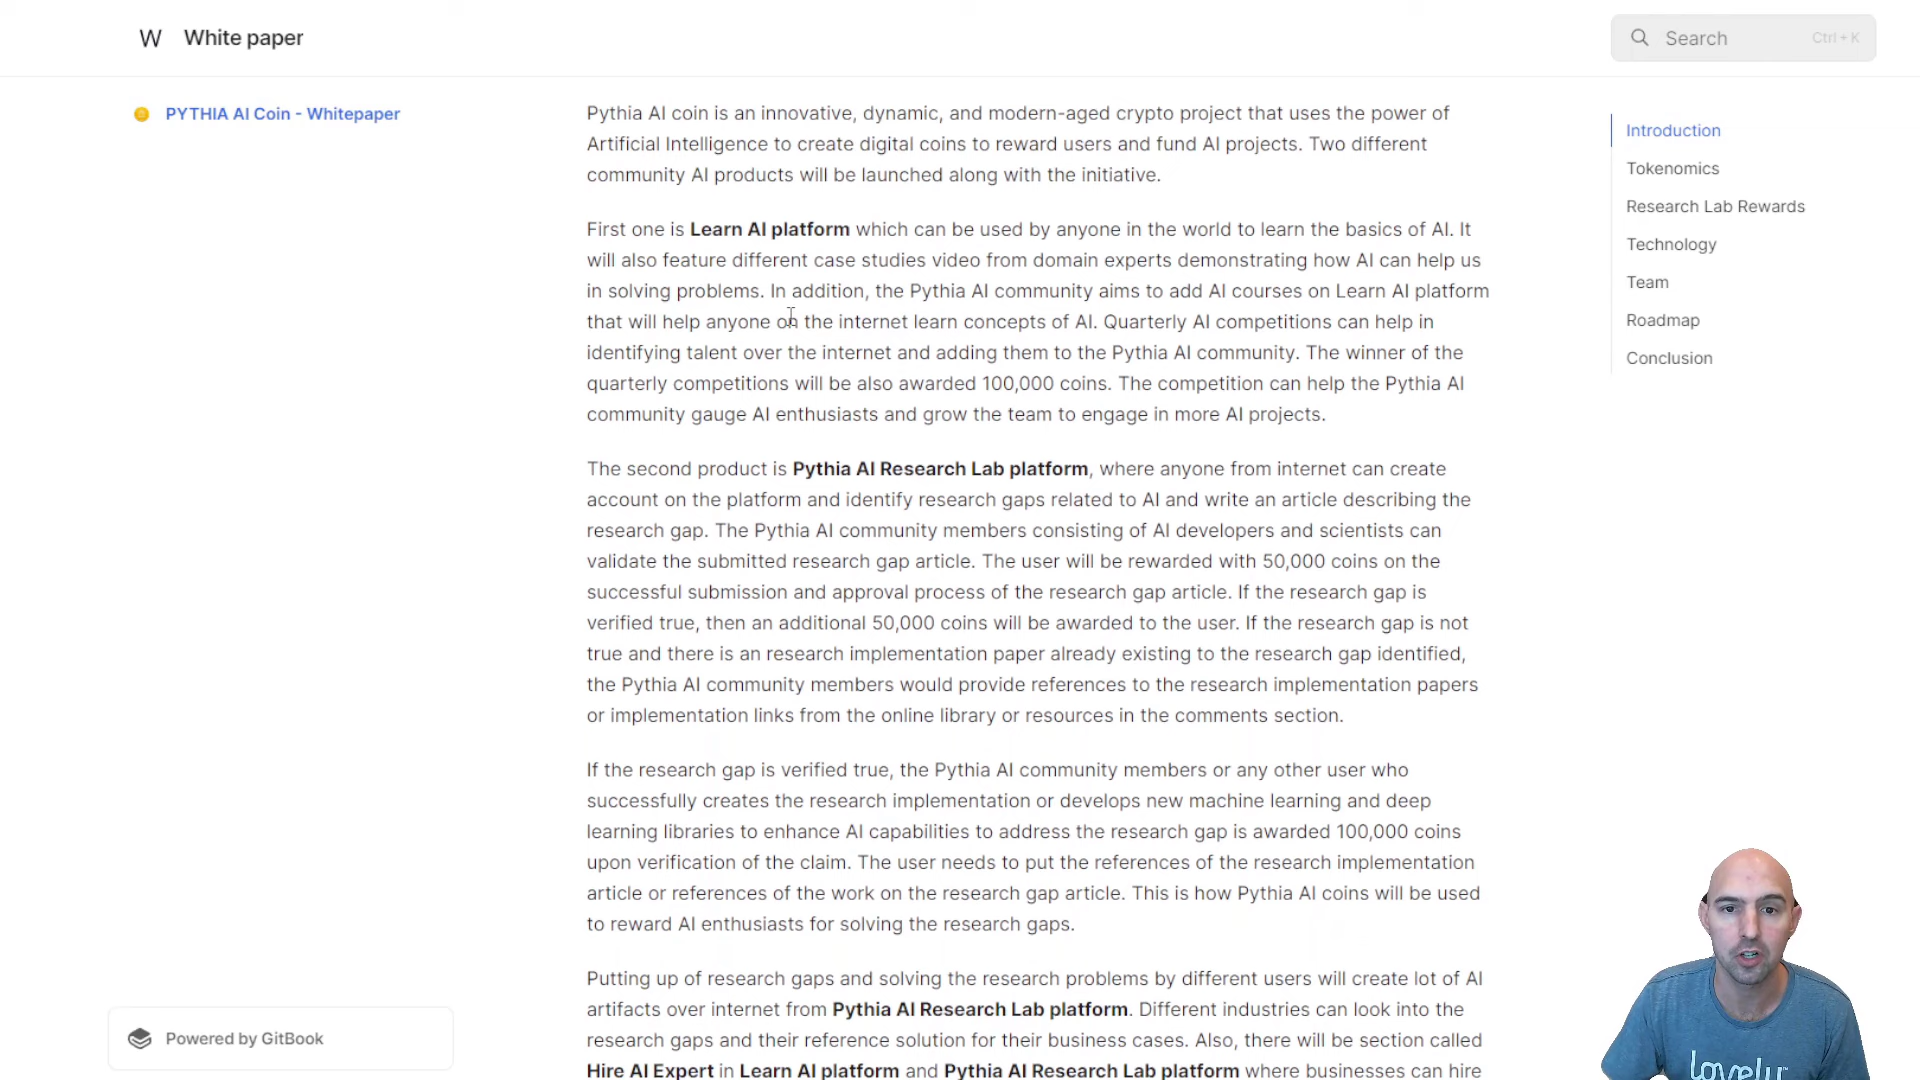 W White paper
Search Ctrl + K
PYTHIA AI Coin - Whitepaper
Pythia AI coin is an innovative, dynamic, and modern-aged crypto project that uses the power of
Artificial Intelligence to create digital coins to reward users and fund AI projects. Two different
community AI products will be launched along with the initiative.
First one is Learn AI platform which can be used by anyone in the world to learn the basics of AI. It
will also feature different case studies video from domain experts demonstrating how AI can help us
in solving problems. In addition, the Pythia AI community aims to add AI courses on Learn AI platform
that will help anyone on the internet learn concepts of AI. Quarterly AI competitions can help in
identifying talent over the internet and adding them to the Pythia AI community. The winner of the
quarterly competitions will be also awarded 100,000 coins. The competition can help the Pythia AI
community gauge AI enthusiasts and grow the team to engage in more AI projects.
The second product is Pythia AI Research Lab platform, where anyone from internet can create
account on the platform and identify research gaps related to AI and write an article describing the
research gap. The Pythia AI community members consisting of AI developers and scientists can
validate the submitted research gap article. The user will be rewarded with 50,000 coins on the
successful submission and approval process of the research gap article. If the research gap is
verified true, then an additional 50,000 coins will be awarded to the user. If the research gap is not
true and there is an research implementation paper already existing to the research gap identified,
the Pythia AI community members would provide references to the research implementation papers
or implementation links from the online library or resources in the comments section.
If the research gap is verified true, the Pythia AI community members or any other user who
successfully creates the research implementation or develops new machine learning and deep
learning libraries to enhance AI capabilities to address the research gap is awarded 100,000 coins
upon verification of the claim. The user needs to put the references of the research implementation
article or references of the work on the research gap article. This is how Pythia AI coins will be used
to reward AI enthusiasts for solving the research gaps.
Putting up of research gaps and solving the research problems by different users will create lot of AI
artifacts over internet from Pythia AI Research Lab platform. Different industries can look into the
research gaps and their reference solution for their business cases. Also, there will be section called
Hire AI Expert in Learn AI platform and Pythia AI Research Lab platform where businesses can hire
Introduction
Tokenomics
Research Lab Rewards
Technology
Team
Roadmap
Conclusion
Powered by GitBook
lovely